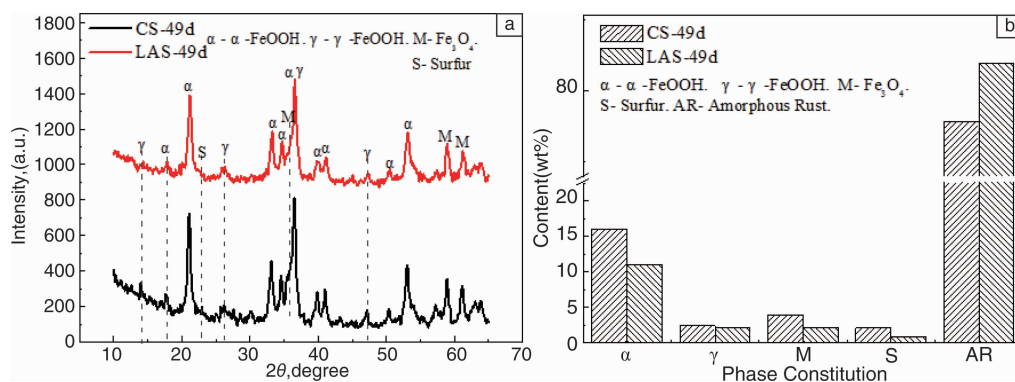 a
CS-49d
LAS-49d
α - α -FeOOH. γ - γ -FeOOH. M- Fe₃O₄.
S- Surfur
1800
1600
1400
1200
1000
800
600
400
200
0
Intensity,(a.u.)
γ α α S γ α α M α γ α α γ α α M M
10 20 30 40 50 60 70
2θ,degree
b
CS-49d
LAS-49d
α - α -FeOOH. γ - γ -FeOOH. M- Fe₃O₄.
S- Surfur. AR- Amorphous Rust.
80
20
15
10
5
0
Content(wt%)
α γ M S AR
Phase Constitution